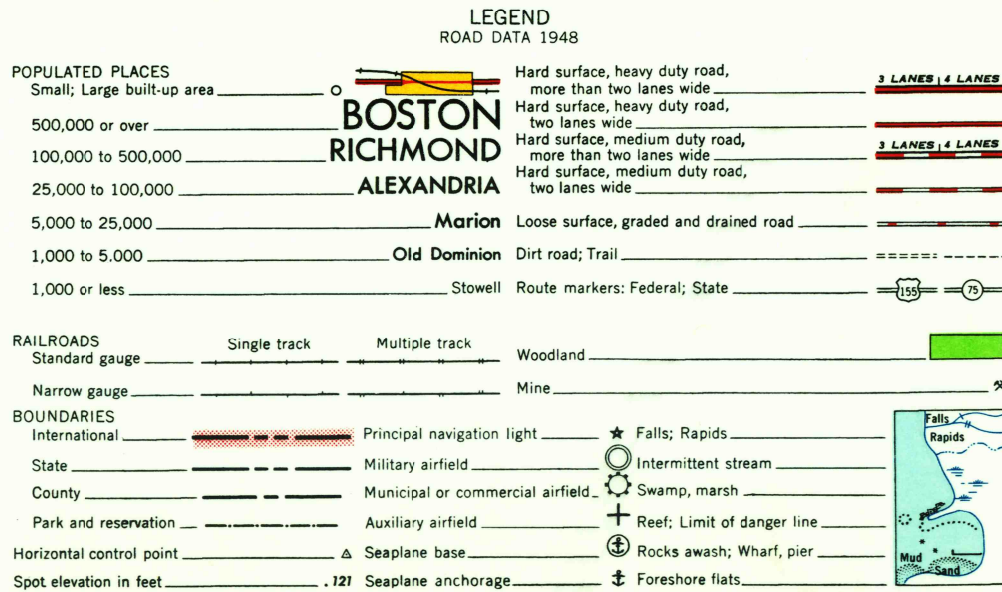 LEGEND
ROAD DATA 1948
POPULATED PLACES
Small; Large built-up area
500,000 or over BOSTON
100,000 to 500,000 RICHMOND
25,000 to 100,000 ALEXANDRIA
5,000 to 25,000 Marion
1,000 to 5.000 Old Dominion
1,000 or less Stowell
Hard surface, heavy duty road,
more than two lanes wide 3 LANES 4 LANES
Hard surface, heavy duty road,
two lanes wide
Hard surface, medium duty road,
more than two lanes wide 3 LANES 4 LANES
Hard surface, medium duty road,
two lanes wide
Loose surface, graded and drained road
Dirt road; Trail
Route markers: Federal; State 155 75
RAILROADS Single track Multiple track
Standard gauge
Narrow gauge
Woodland
Mine
BOUNDARIES
International
State
County
Park and reservation
Horizontal control point
Spot elevation in feet .121
Principal navigation light
Military airfield
Municipal or commercial airfield
Auxiliary airfield
Seaplane base
Seaplane anchorage
Falls; Rapids
Intermittent stream
Swamp, marsh
Reef; Limit of danger line
Rocks awash; Wharf, pier
Foreshore flats
Falls
Rapids
Mud
Sand